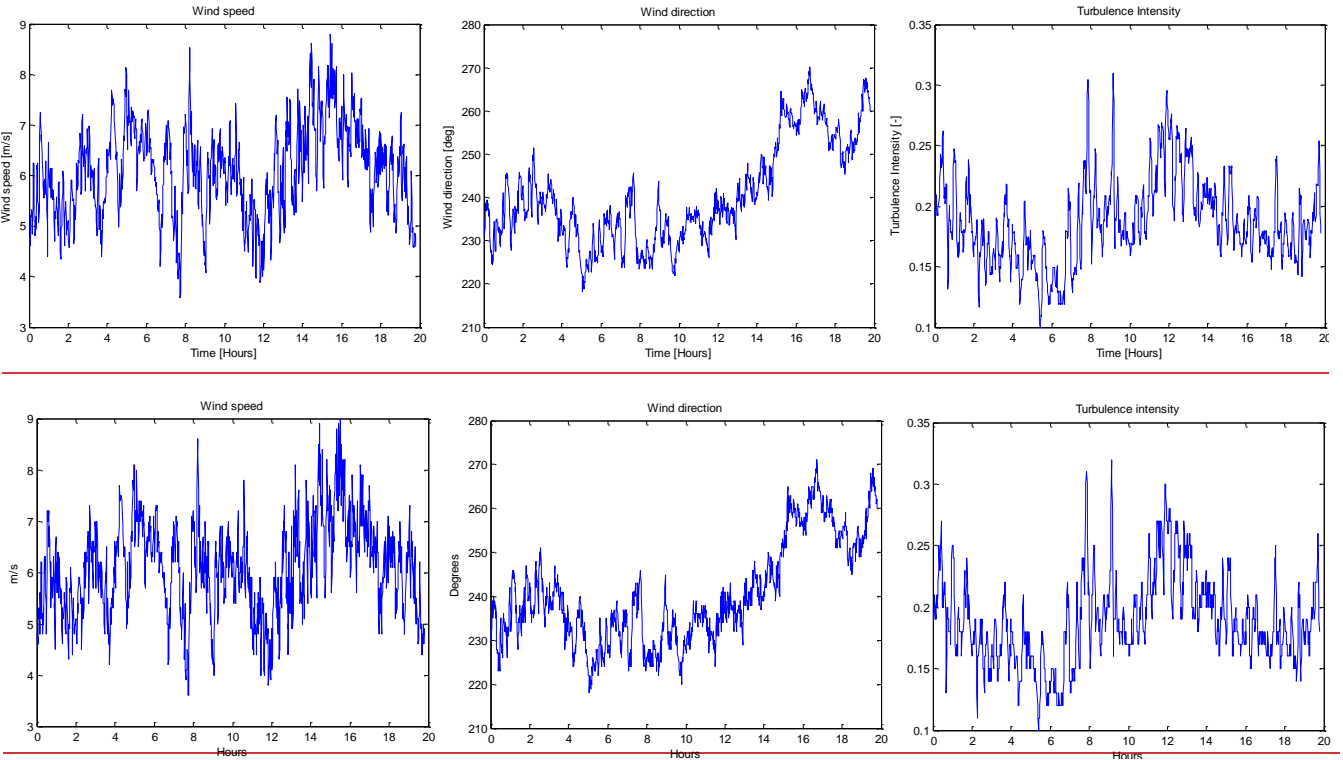 Wind speed
Wind direction
Turbulence Intensity
Wind speed [m/s]
9
8
7
6
5
4
3
0 2 4 6 8 10 12 14 16 18 20
Time [Hours]
Wind direction [deg]
280
270
260
250
240
230
220
210
0 2 4 6 8 10 12 14 16 18 20
Time [Hours]
Turbulence Intensity [-]
0.35
0.3
0.25
0.2
0.15
0.1
0 2 4 6 8 10 12 14 16 18 20
Time [Hours]
Wind speed
Wind direction
Turbulence intensity
m/s
9
8
7
6
5
4
3
0 2 4 6 8 10 12 14 16 18 20
Hours
Degrees
280
270
260
250
240
230
220
210
0 2 4 6 8 10 12 14 16 18 20
Hours
0.35
0.3
0.25
0.2
0.15
0.1
0 2 4 6 8 10 12 14 16 18 20
Hours